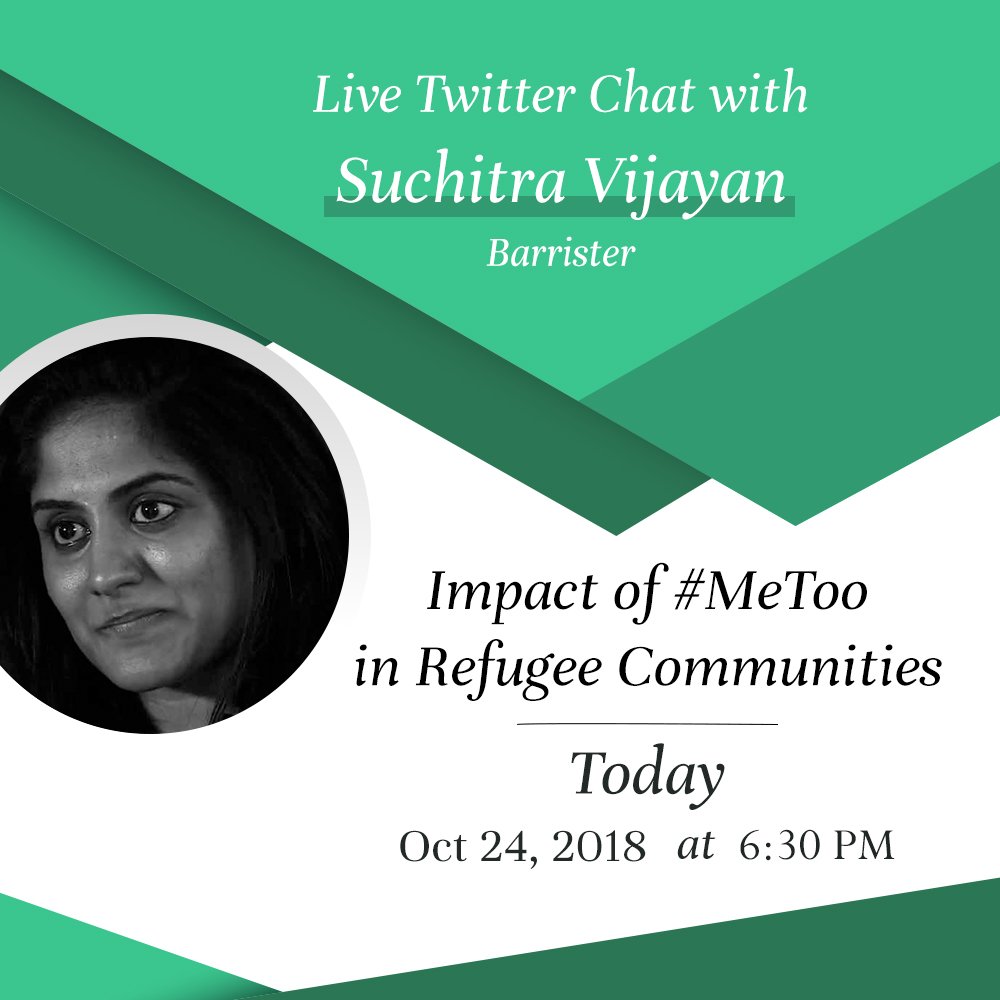 Live Twitter Chat with
Suchitra Vijayan
Barrister
Impact of #MeToo
in Refugee Communities
Today
Oct 24, 2018 at 6:30 PM